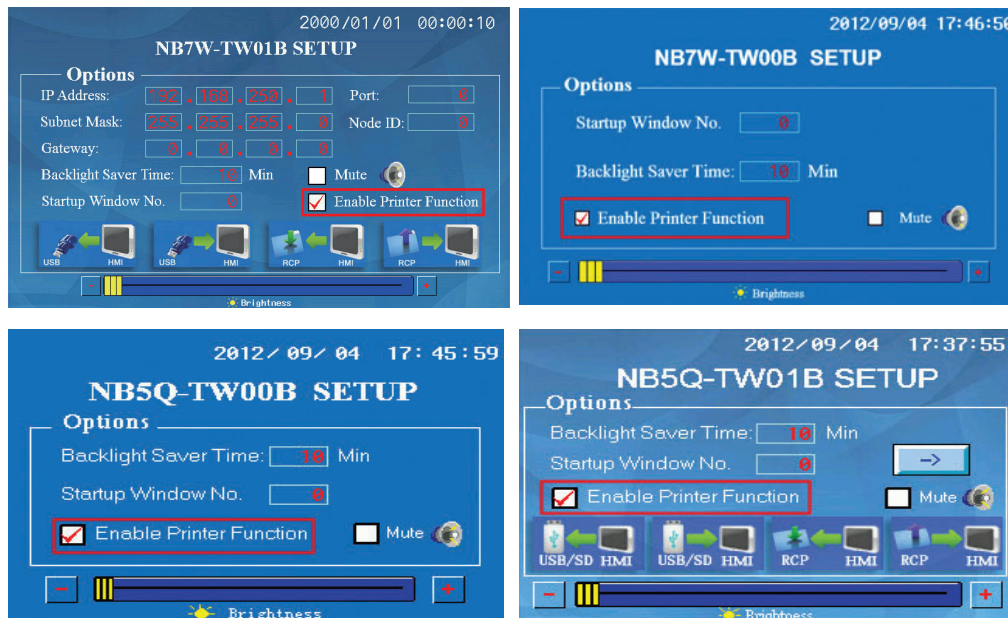 2000/01/01 00:00:10
NB7W-TW01B SETUP
Options
IP Address: 192 . 168 . 250 . 1 Port: 0
Subnet Mask: 255 . 255 . 255 . 0 Node ID: 0
Gateway: 0 . 0 . 0 . 0
Backlight Saver Time: 10 Min Mute
Startup Window No. 0 Enable Printer Function
USB HMI USB HMI RCP HMI RCP HMI
- +
Brightness
2012/09/04 17:46:56
NB7W-TW00B SETUP
Options
Startup Window No. 0
Backlight Saver Time: 10 Min
Enable Printer Function Mute
- +
Brightness
2012/09/04 17:45:59
NB5Q-TW00B SETUP
Options
Backlight Saver Time: 10 Min
Startup Window No. 0
Enable Printer Function Mute
- +
Brightness
2012/09/04 17:37:55
NB5Q-TW01B SETUP
Options
Backlight Saver Time: 10 Min
Startup Window No. 0 ->
Enable Printer Function Mute
USB/SD HMI USB/SD HMI RCP HMI RCP HMI
- +
Brightness